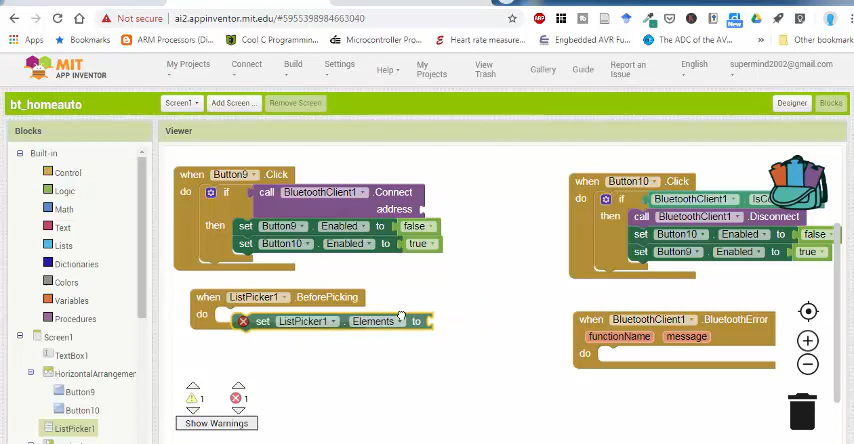 Not secure | ai2.appinventor.mit.edu/#5955398984663040
Apps Bookmarks ARM Processors (D... Cool C Programming... Microcontroller Pro... Heart rate measure... Engbedded AVR Fu... The ADC of the AV... » Other bookmarks
MIT
APP INVENTOR
My Projects Connect Build Settings Help My Projects View Trash Gallery Guide Report an Issue English supermind2002@gmail.com
bt_homeauto Screen1 Add Screen ... Remove Screen Designer Blocks
Blocks
Viewer
Built-in
Control
Logic
Math
Text
Lists
Dictionaries
Colors
Variables
Procedures
Screen1
TextBox1
HorizontalArrangemen
Button9
Button10
ListPicker1
when Button9 .Click
do if call BluetoothClient1 .Connect
address
then set Button9 . Enabled to false
set Button10 . Enabled to true
when ListPicker1 .BeforePicking
do set ListPicker1 . Elements to
1 1
Show Warnings
when Button10 .Click
do if BluetoothClient1 . IsCo
then call BluetoothClient1 .Disconnect
set Button10 . Enabled to false
set Button9 . Enabled to true
when BluetoothClient1 .BluetoothError
functionName message
do